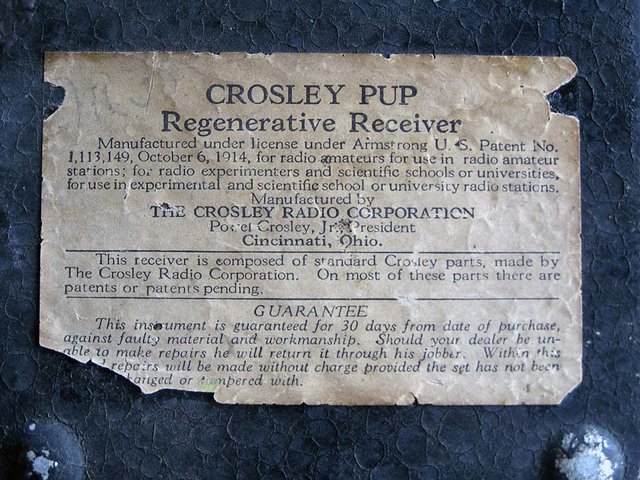 CROSLEY PUP
Regenerative Receiver
Manufactured under license under Armstrong U. S. Patent No.
1,113,149, October 6, 1914, for radio amateurs for use in radio amateur
stations; for radio experimenters and scientific schools or universities,
for use in experimental and scientific school or university radio stations.
Manufactured by
THE CROSLEY RADIO CORPORATION
Powel Crosley, Jr., President
Cincinnati, Ohio.
This receiver is composed of standard Crosley parts, made by
The Crosley Radio Corporation. On most of these parts there are
patents or patents pending.
GUARANTEE
This instrument is guaranteed for 30 days from date of purchase,
against faulty material and workmanship. Should your dealer be un-
able to make repairs he will return it through his jobber. Within this
repairs will be made without charge provided the set has not been
changed or tampered with.